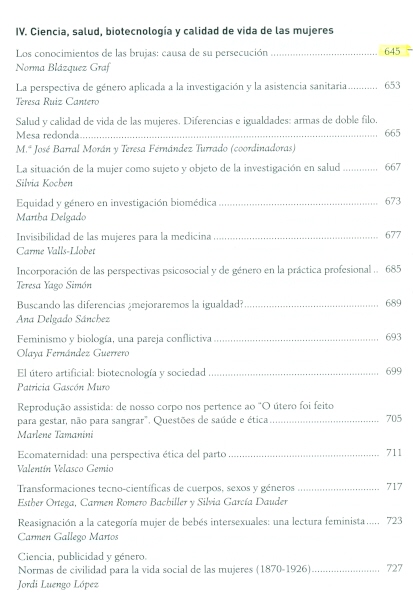 IV. Ciencia, salud, biotecnología y calidad de vida de las mujeres
Los conocimientos de las brujas: causa de su persecución ........ 645
Norma Blázquez Graf
La perspectiva de género aplicada a la investigación y la asistencia sanitaria ........ 653
Teresa Ruiz Cantero
Salud y calidad de vida de las mujeres. Diferencias e igualdades: armas de doble filo.
Mesa redonda ........ 665
M.ª José Barral Morán y Teresa Fernández Turrado (coordinadoras)
La situación de la mujer como sujeto y objeto de la investigación en salud ........ 667
Silvia Kochen
Equidad y género en investigación biomédica ........ 673
Martha Delgado
Invisibilidad de las mujeres para la medicina ........ 677
Carme Valls-Llobet
Incorporación de las perspectivas psicosocial y de género en la práctica profesional .. 685
Teresa Yago Simón
Buscando las diferencias ¿mejoraremos la igualdad? ........ 689
Ana Delgado Sánchez
Feminismo y biología, una pareja conflictiva ........ 693
Olaya Fernández Guerrero
El útero artificial: biotecnología y sociedad ........ 699
Patricia Gascón Muro
Reprodução assistida: de nosso corpo nos pertence ao “O útero foi feito
para gestar, não para sangrar”. Questões de saúde e ética ........ 705
Marlene Tamanini
Ecomaternidad: una perspectiva ética del parto ........ 711
Valentín Velasco Gemio
Transformaciones tecno-científicas de cuerpos, sexos y géneros ........ 717
Esther Ortega, Carmen Romero Bachiller y Silvia García Dauder
Reasignación a la categoría mujer de bebés intersexuales: una lectura feminista ..... 723
Carmen Gallego Martos
Ciencia, publicidad y género.
Normas de civilidad para la vida social de las mujeres (1870-1926) ........ 727
Jordi Luengo López